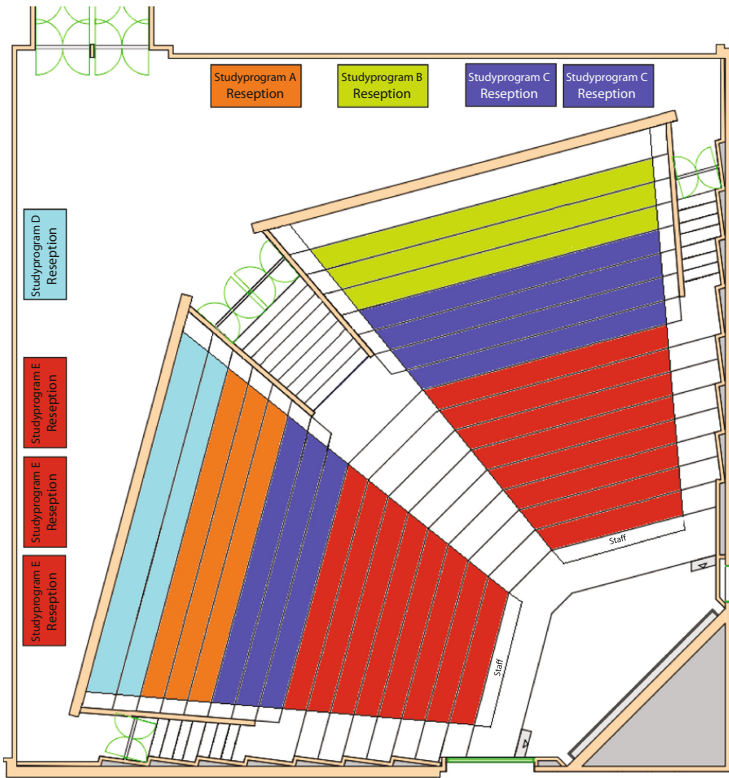 Studyprogram A
Reseption
Studyprogram B
Reseption
Studyprogram C
Reseption
Studyprogram C
Reseption
Studyprogram D
Reseption
Studyprogram E
Reseption
Studyprogram E
Reseption
Studyprogram E
Reseption
Staff
Staff